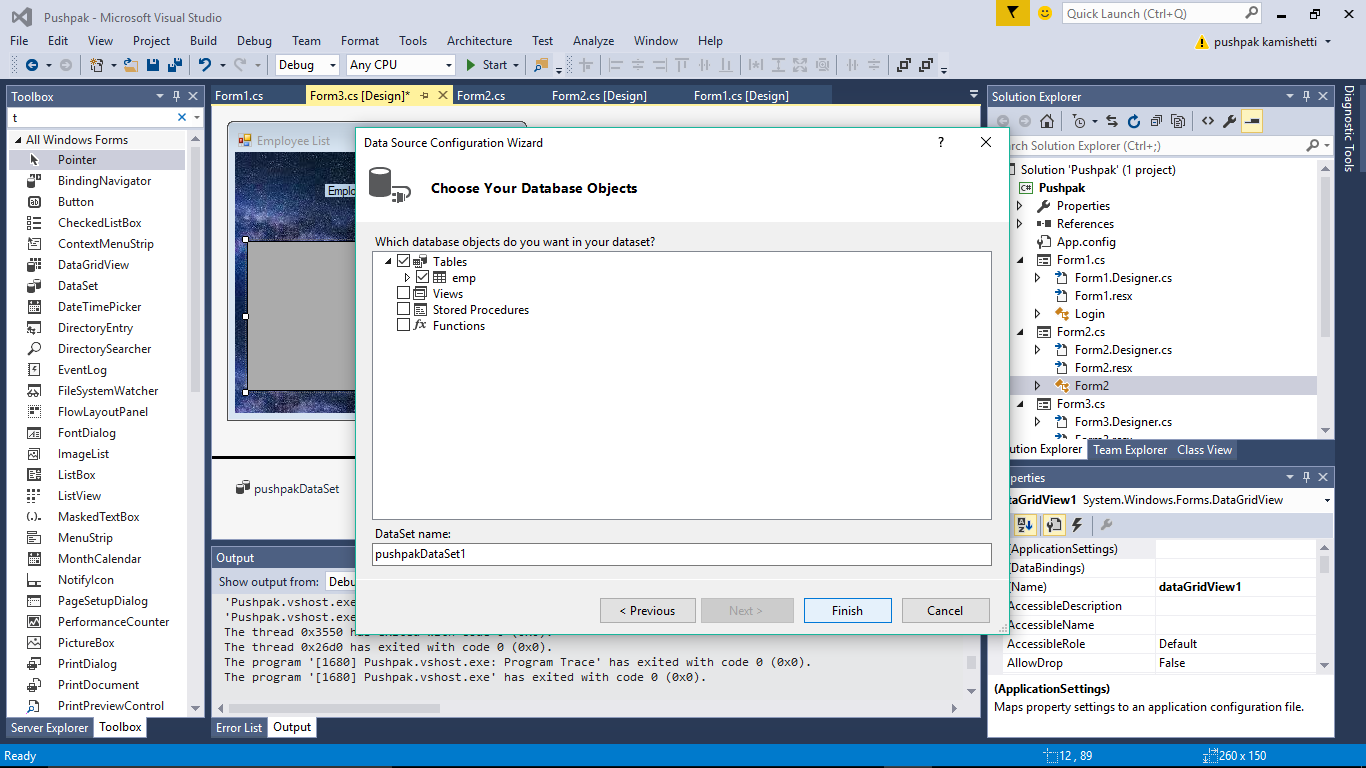 Pushpak - Microsoft Visual Studio
Quick Launch (Ctrl+Q)
File Edit View Project Build Debug Team Format Tools Architecture Test Analyze Window Help
pushpak kamishetti
Debug Any CPU Start
Toolbox
t
All Windows Forms
Pointer
BindingNavigator
Button
CheckedListBox
ContextMenuStrip
DataGridView
DataSet
DateTimePicker
DirectoryEntry
DirectorySearcher
EventLog
FileSystemWatcher
FlowLayoutPanel
FontDialog
ImageList
ListBox
ListView
MaskedTextBox
MenuStrip
MonthCalendar
NotifyIcon
PageSetupDialog
PerformanceCounter
PictureBox
PrintDialog
PrintDocument
PrintPreviewControl
Server Explorer Toolbox
Form1.cs Form3.cs [Design]* Form2.cs Form2.cs [Design] Form1.cs [Design]
Employee List
Emplo
pushpakDataSet
Data Source Configuration Wizard
?
Choose Your Database Objects
Which database objects do you want in your dataset?
Tables
emp
Views
Stored Procedures
fx Functions
DataSet name:
pushpakDataSet1
< Previous Next > Finish Cancel
Output
Show output from: Debu
'Pushpak.vshost.exe
'Pushpak.vshost.exe
The thread 0x3550 has exited with code 0 (0x0).
The thread 0x26d0 has exited with code 0 (0x0).
The program '[1680] Pushpak.vshost.exe: Program Trace' has exited with code 0 (0x0).
The program '[1680] Pushpak.vshost.exe' has exited with code 0 (0x0).
Error List Output
Solution Explorer
rch Solution Explorer (Ctrl+;)
Solution 'Pushpak' (1 project)
C# Pushpak
Properties
References
App.config
Form1.cs
Form1.Designer.cs
Form1.resx
Login
Form2.cs
Form2.Designer.cs
Form2.resx
Form2
Form3.cs
Form3.Designer.cs
ution Explorer Team Explorer Class View
perties
taGridView1 System.Windows.Forms.DataGridView
(ApplicationSettings)
(DataBindings)
(Name) dataGridView1
AccessibleDescription
AccessibleName
AccessibleRole Default
AllowDrop False
(ApplicationSettings)
Maps property settings to an application configuration file.
Diagnostic Tools
Ready 12 , 89 260 x 150